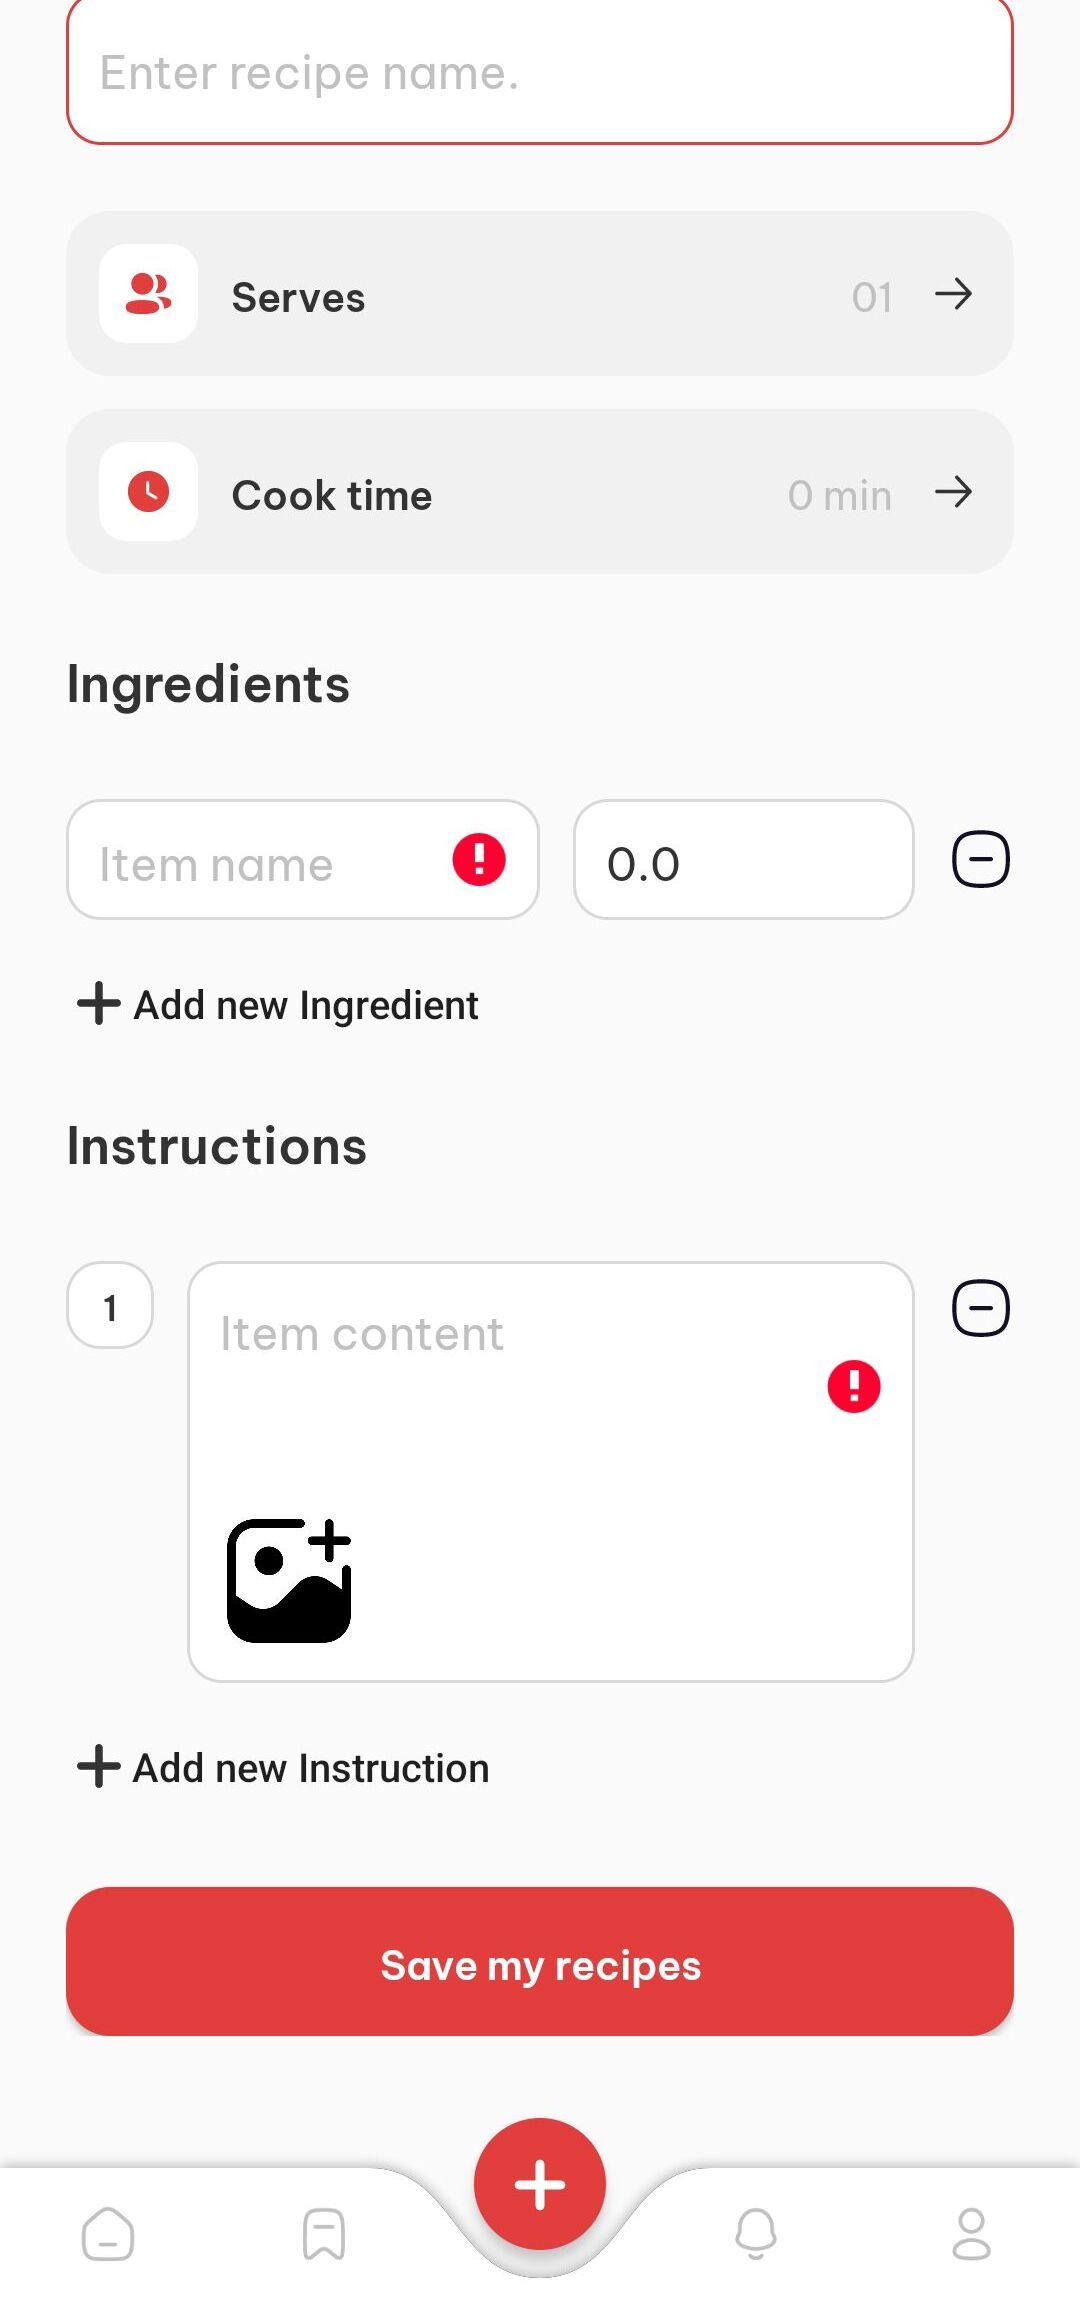 Enter recipe name.
Serves 01
Cook time 0 min
Ingredients
Item name 0.0
Add new Ingredient
Instructions
1 Item content
Add new Instruction
Save my recipes